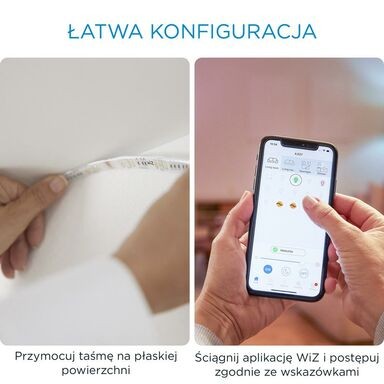 ŁATWA KONFIGURACJA
Przymocuj taśmę na płaskiej
powierzchni
Ściągnij aplikację WiZ i postępuj
zgodnie ze wskazówkami